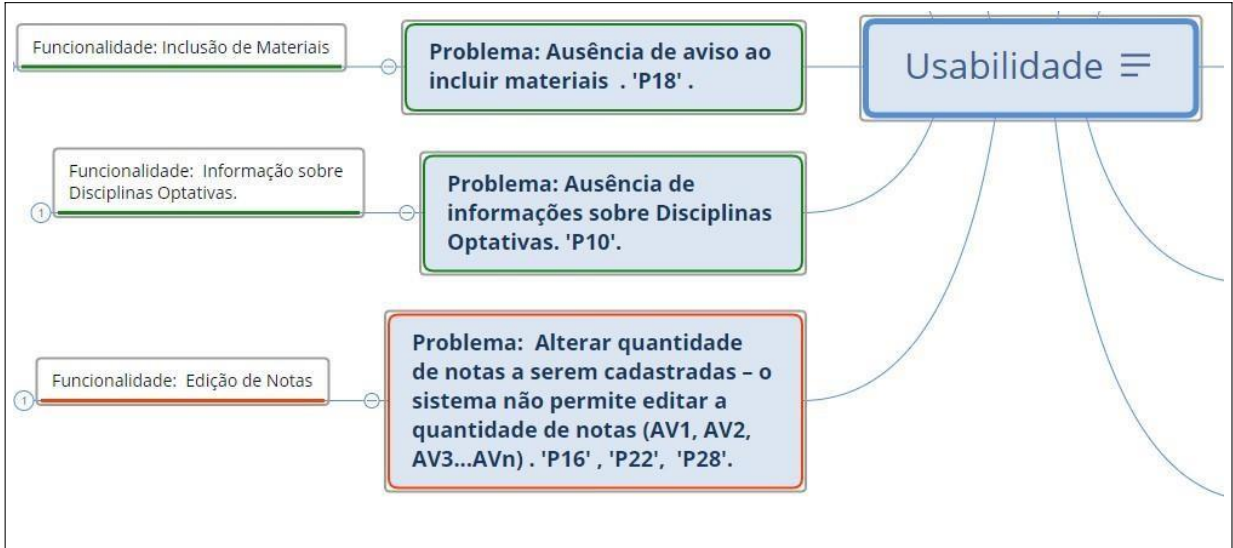 Funcionalidade: Inclusão de Materiais
Problema: Ausência de aviso ao
incluir materiais  . 'P18' .
Usabilidade
Funcionalidade:  Informação sobre
Disciplinas Optativas.
1
Problema: Ausência de
informações sobre Disciplinas
Optativas. 'P10'.
Funcionalidade:  Edição de Notas
1
Problema:  Alterar quantidade
de notas a serem cadastradas – o
sistema não permite editar a
quantidade de notas (AV1, AV2,
AV3...AVn) . 'P16' , 'P22',  'P28'.